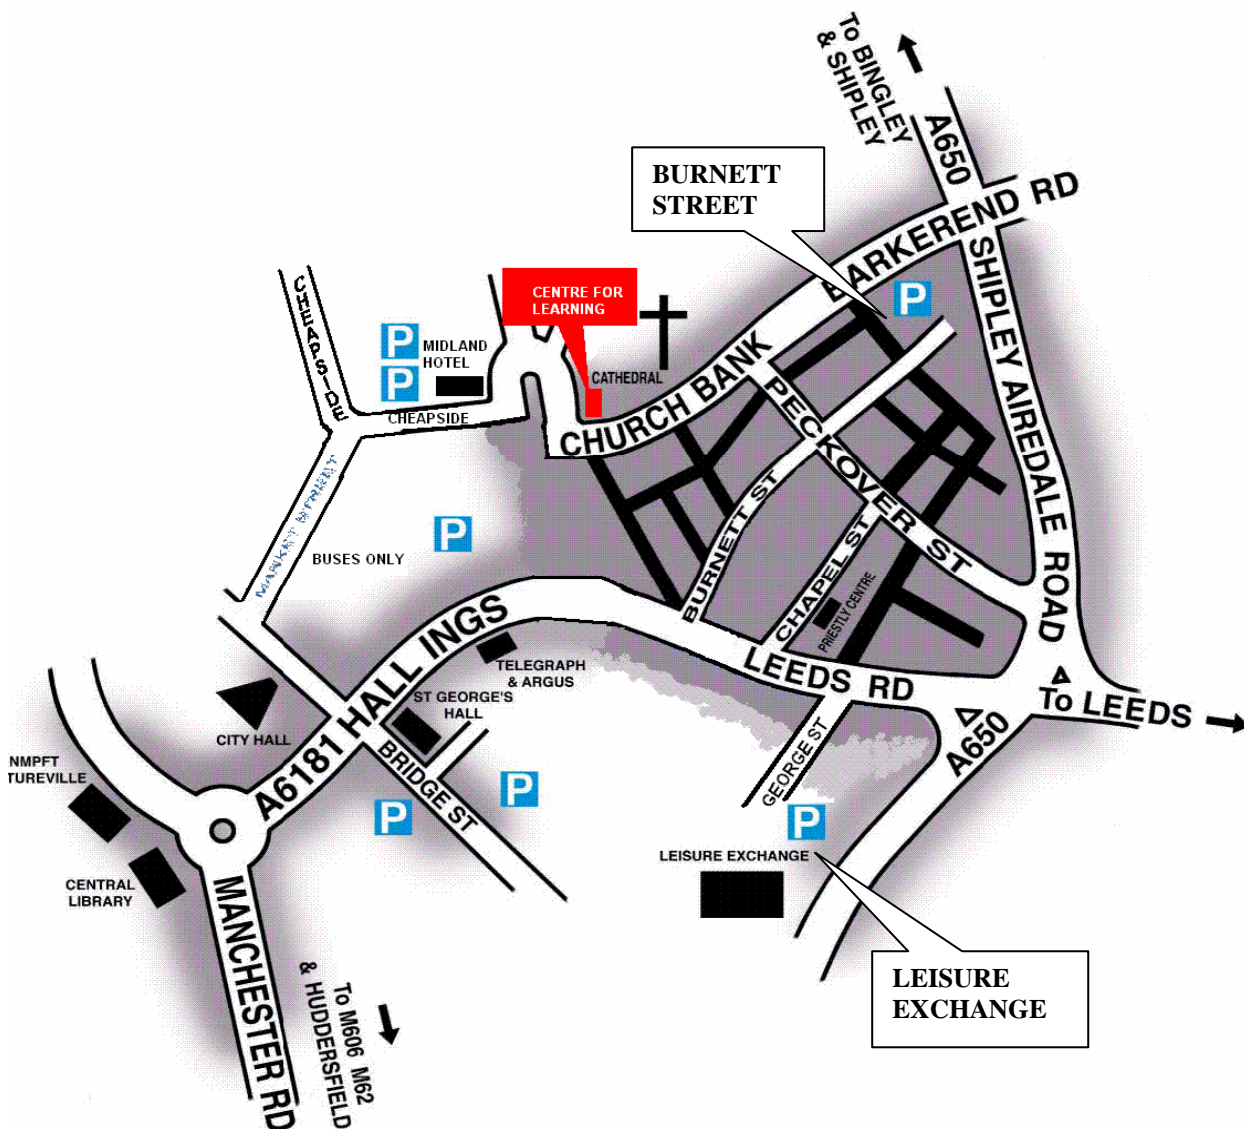 To BINGLEY
& SHIPLEY
A650
BURNETT
STREET
BARKEREND RD
SHIPLEY AIREDALE ROAD
P
CHEAPSIDE
CENTRE FOR
LEARNING
P
MIDLAND
HOTEL
P
CATHEDRAL
CHEAPSIDE
CHURCH BANK
PECKOVER ST
MARKET STREET
BUSES ONLY
P
BURNETT ST
CHAPEL ST
PRIESTLY CENTRE
A6181 HALL INGS
TELEGRAPH
& ARGUS
ST GEORGE'S
HALL
CITY HALL
LEEDS RD
To LEEDS
A650
GEORGE ST
BRIDGE ST
NMPFT
TUREVILLE
P
P
P
LEISURE EXCHANGE
CENTRAL
LIBRARY
MANCHESTER RD
To M606 M62
& HUDDERSFIELD
LEISURE
EXCHANGE